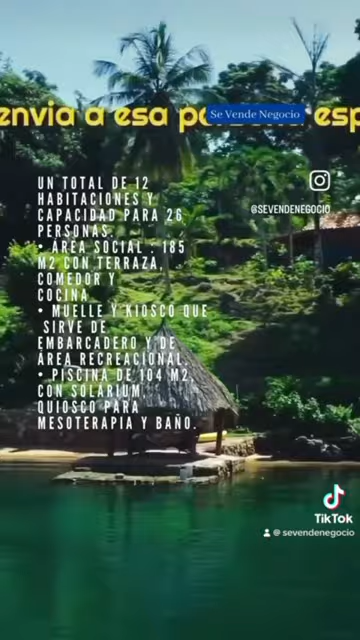 envia a esa persona esp
Se Vende Negocio
@SEVENDENEGOCIO
UN TOTAL DE 12
HABITACIONES Y
CAPACIDAD PARA 26
PERSONAS.
• ÁREA SOCIAL : 185
M2 CON TERRAZA,
COMEDOR Y
COCINA
• MUELLE Y KIOSCO QUE
SIRVE DE
EMBARCADERO Y DE
ÁREA RECREACIONAL.
• PISCINA DE 104 M2,
CON SOLÁRIUM
QUIOSCO PARA
MESOTERAPIA Y BAÑO.
TikTok
@ sevendenegocio